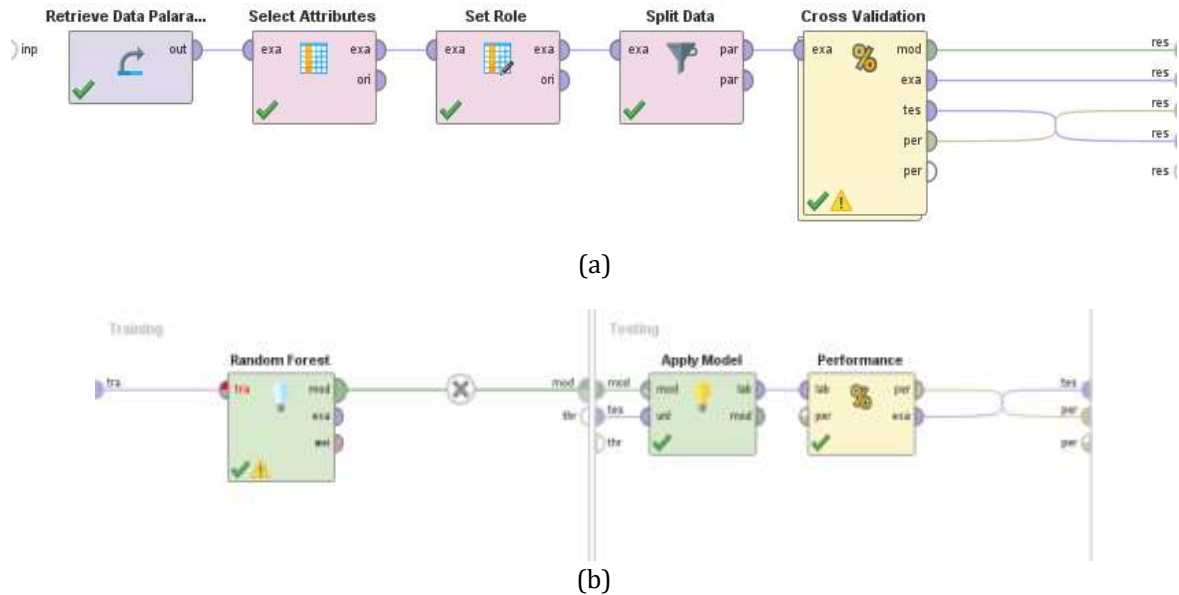 Retrieve Data Palara... Select Attributes Set Role Split Data Cross Validation
inp out exa exa exa exa exa par exa mod res
ori ori par exa res
tes res
per res
per res
(a)
Training Testing
Random Forest Apply Model Performance
tra tra mod mod mod mod lab lab per tes
exa thr tes unl mod per exa per
wei thr per
(b)